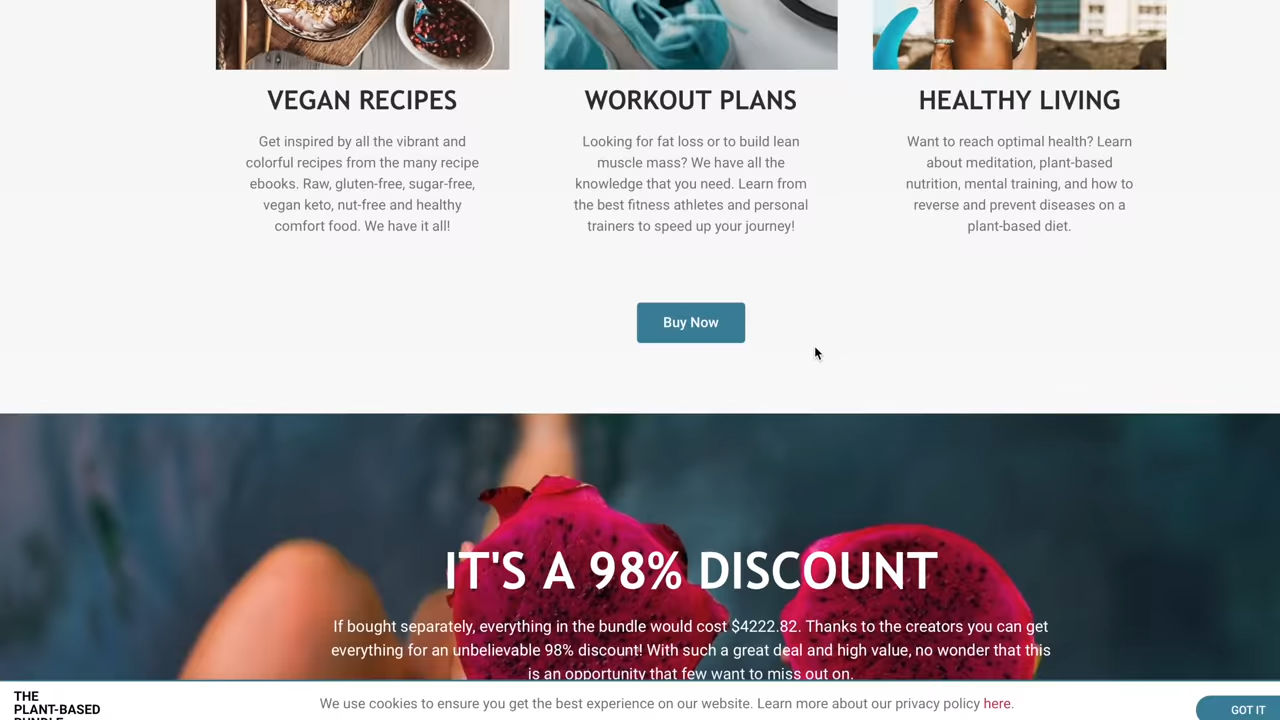 VEGAN RECIPES
Get inspired by all the vibrant and
colorful recipes from the many recipe
ebooks. Raw, gluten-free, sugar-free,
vegan keto, nut-free and healthy
comfort food. We have it all!
WORKOUT PLANS
Looking for fat loss or to build lean
muscle mass? We have all the
knowledge that you need. Learn from
the best fitness athletes and personal
trainers to speed up your journey!
HEALTHY LIVING
Want to reach optimal health? Learn
about meditation, plant-based
nutrition, mental training, and how to
reverse and prevent diseases on a
plant-based diet.
Buy Now
IT'S A 98% DISCOUNT
If bought separately, everything in the bundle would cost $4222.82. Thanks to the creators you can get
everything for an unbelievable 98% discount! With such a great deal and high value, no wonder that this
is an opportunity that few want to miss out on.
THE
PLANT-BASED
BUNDLE
We use cookies to ensure you get the best experience on our website. Learn more about our privacy policy here.
GOT IT